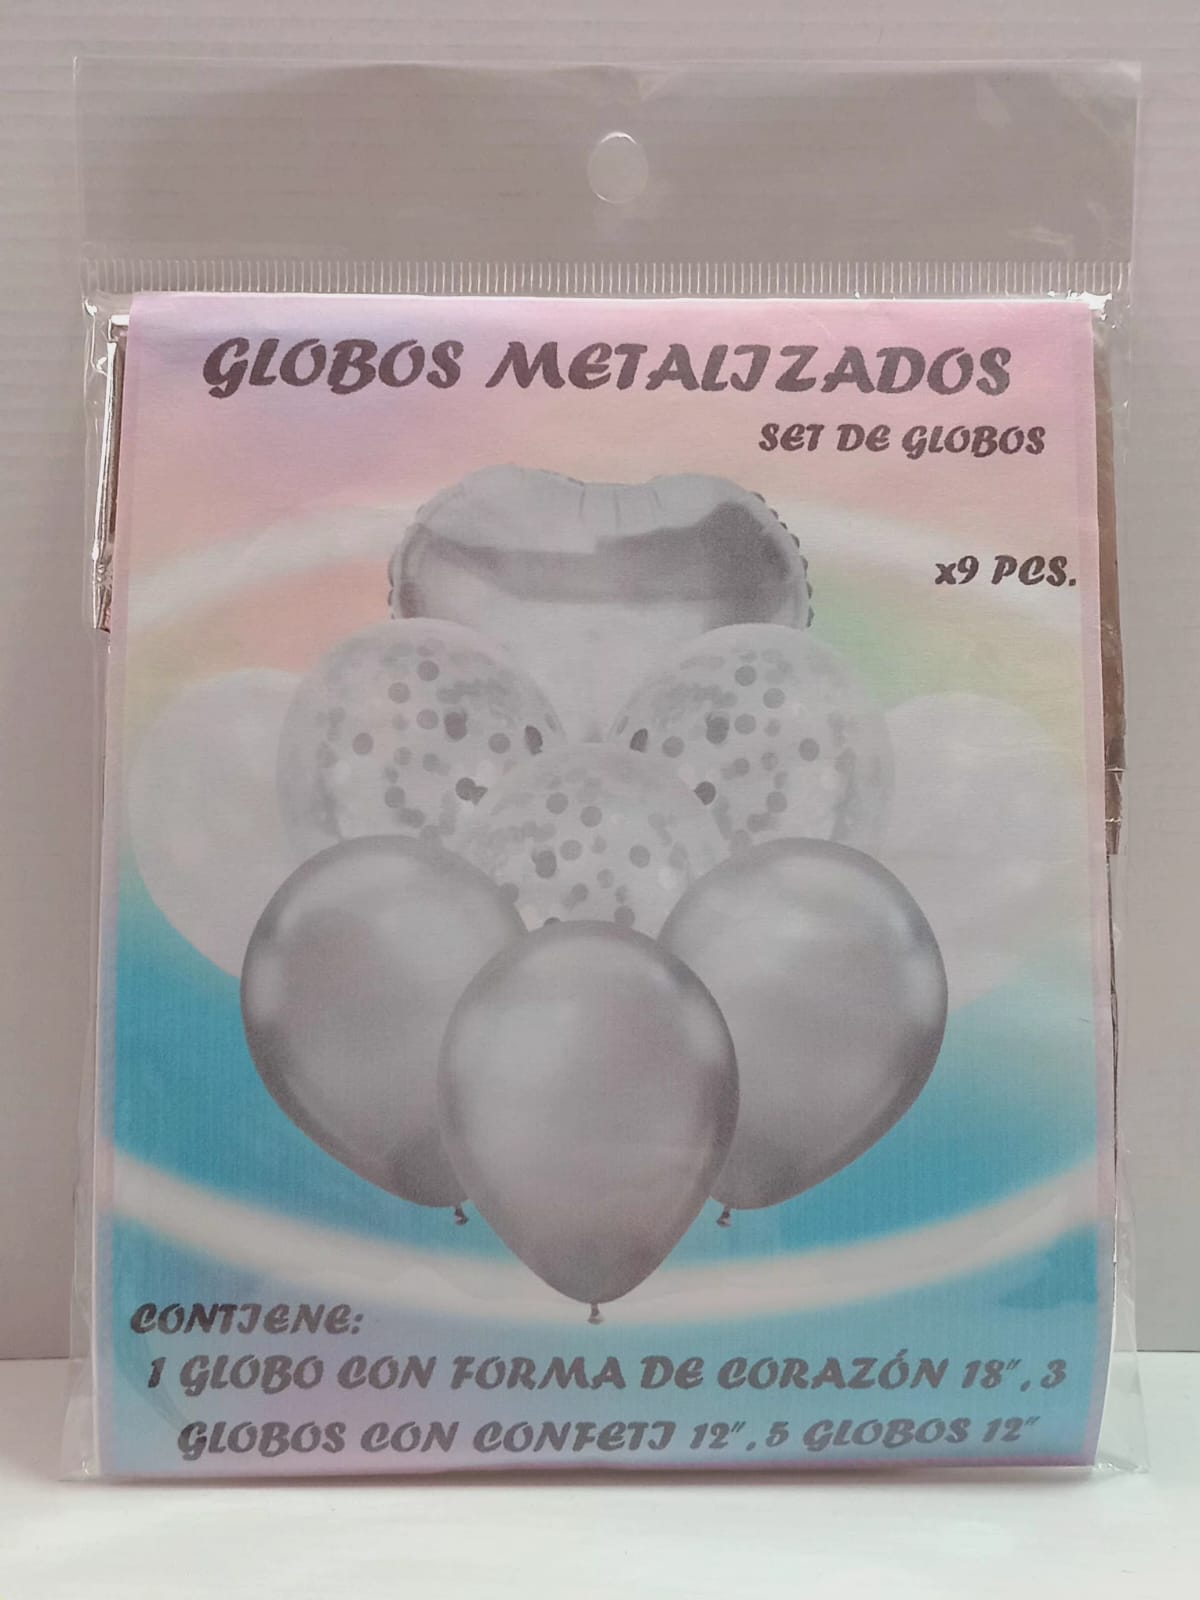 GLOBOS METALIZADOS
SET DE GLOBOS
x9 PCS.
CONTIENE:
1 GLOBO CON FORMA DE CORAZÓN 18", 3
GLOBOS CON CONFETI 12", 5 GLOBOS 12"